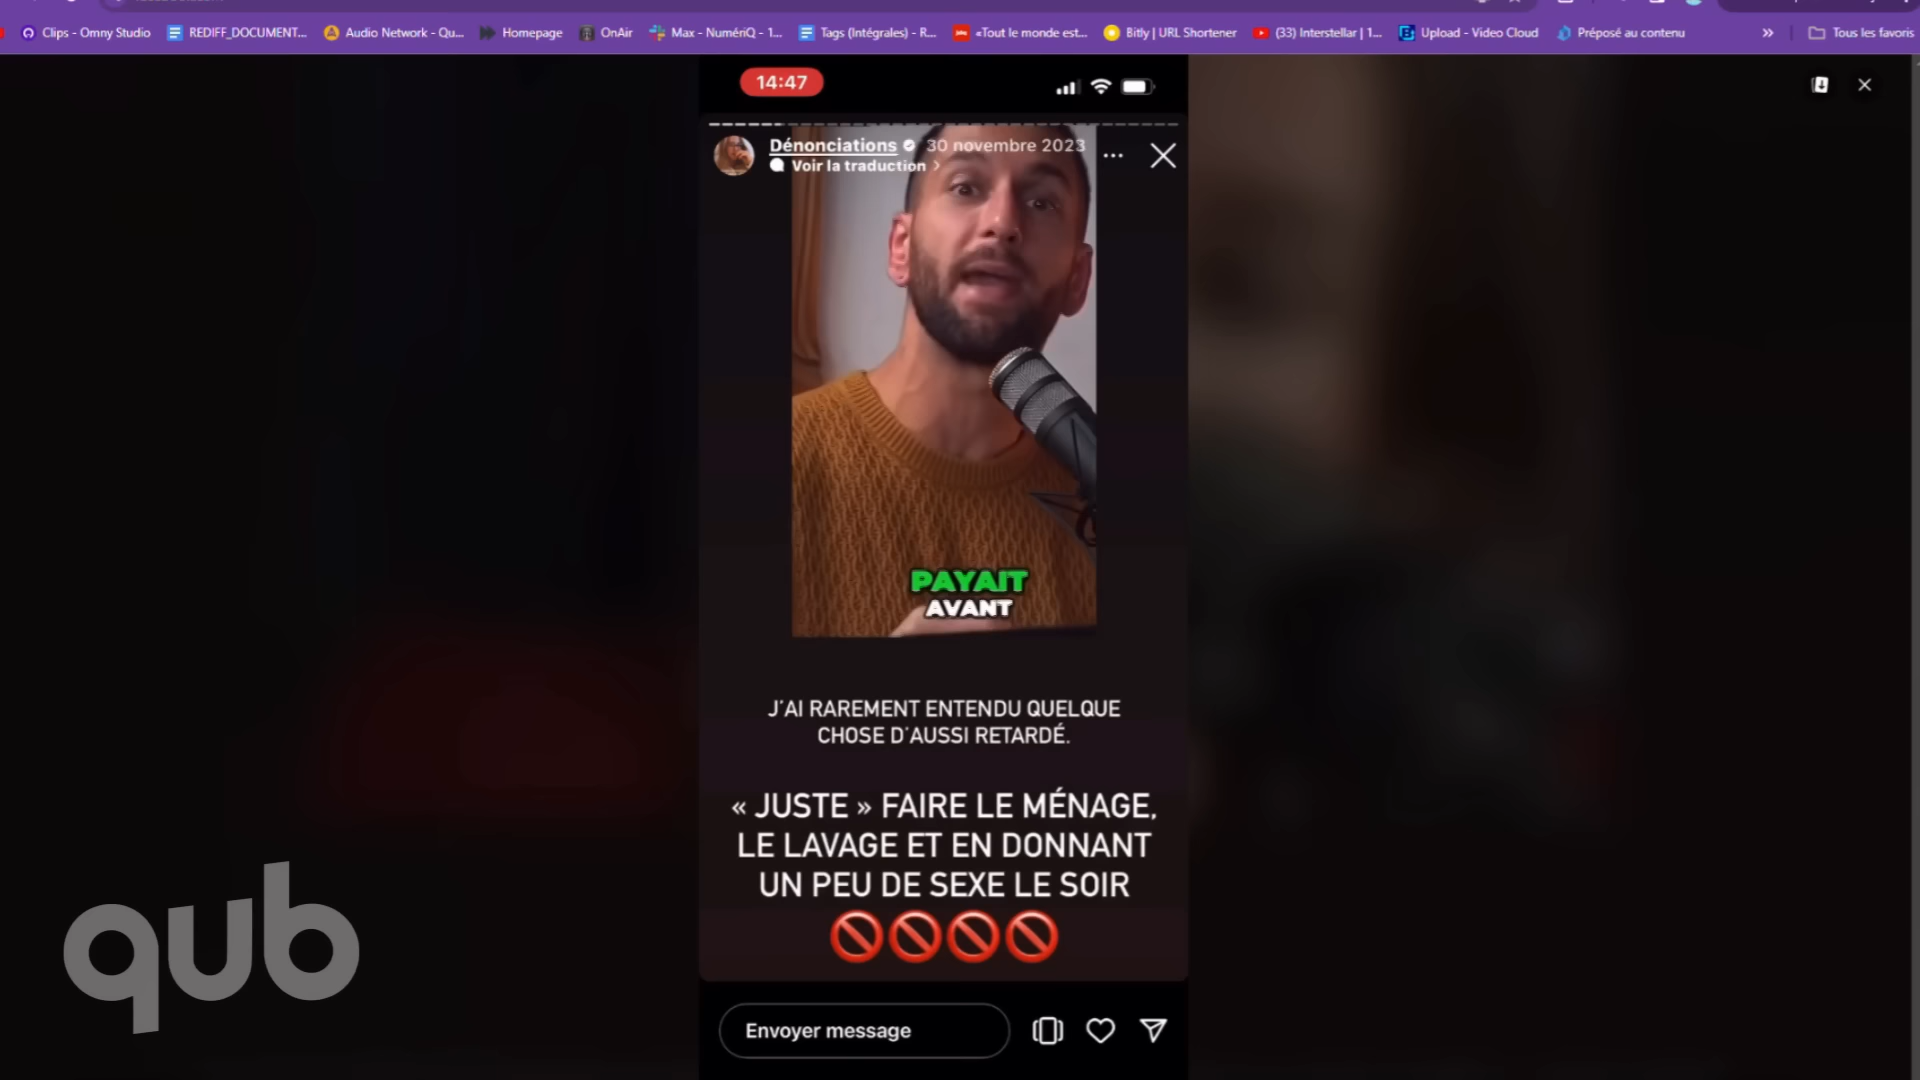 Clips - Omny Studio
REDIFF_DOCUMENT...
Audio Network - Qu...
Homepage
OnAir
Max - NumériQ - 1...
Tags (Intégrales) - R...
«Tout le monde est...
Bitly | URL Shortener
(33) Interstellar | 1...
Upload - Video Cloud
Préposé au contenu
»
Tous les favoris
14:47
Dénonciations 30 novembre 2023
Voir la traduction >
PAYAIT
AVANT
J'AI RAREMENT ENTENDU QUELQUE
CHOSE D'AUSSI RETARDÉ.
« JUSTE » FAIRE LE MÉNAGE,
LE LAVAGE ET EN DONNANT
UN PEU DE SEXE LE SOIR
qub
Envoyer message